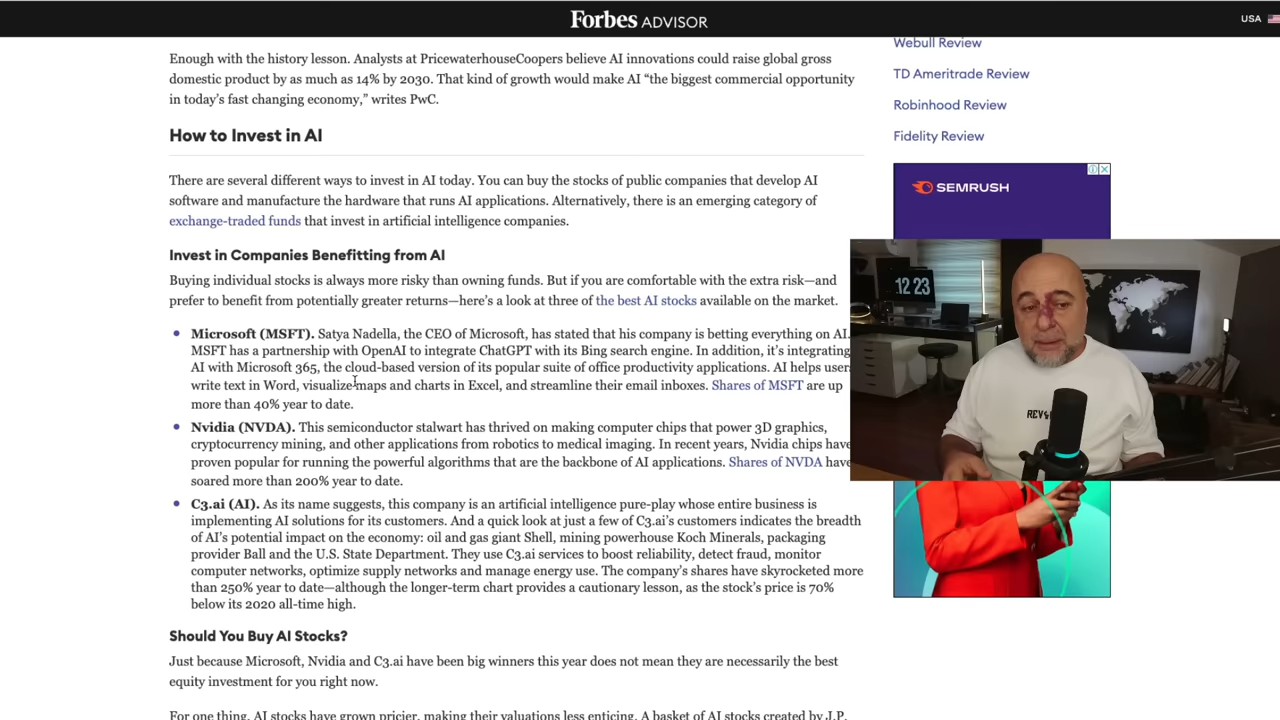 Forbes ADVISOR
USA
Enough with the history lesson. Analysts at PricewaterhouseCoopers believe AI innovations could raise global gross
domestic product by as much as 14% by 2030. That kind of growth would make AI “the biggest commercial opportunity
in today’s fast changing economy,” writes PwC.
How to Invest in AI
There are several different ways to invest in AI today. You can buy the stocks of public companies that develop AI
software and manufacture the hardware that runs AI applications. Alternatively, there is an emerging category of
exchange-traded funds that invest in artificial intelligence companies.
Invest in Companies Benefitting from AI
Buying individual stocks is always more risky than owning funds. But if you are comfortable with the extra risk—and
prefer to benefit from potentially greater returns—here’s a look at three of the best AI stocks available on the market.
Microsoft (MSFT). Satya Nadella, the CEO of Microsoft, has stated that his company is betting everything on AI.
MSFT has a partnership with OpenAI to integrate ChatGPT with its Bing search engine. In addition, it’s integrating
AI with Microsoft 365, the cloud-based version of its popular suite of office productivity applications. AI helps users
write text in Word, visualize maps and charts in Excel, and streamline their email inboxes. Shares of MSFT are up
more than 40% year to date.
Nvidia (NVDA). This semiconductor stalwart has thrived on making computer chips that power 3D graphics,
cryptocurrency mining, and other applications from robotics to medical imaging. In recent years, Nvidia chips have
proven popular for running the powerful algorithms that are the backbone of AI applications. Shares of NVDA have
soared more than 200% year to date.
C3.ai (AI). As its name suggests, this company is an artificial intelligence pure-play whose entire business is
implementing AI solutions for its customers. And a quick look at just a few of C3.ai’s customers indicates the breadth
of AI’s potential impact on the economy: oil and gas giant Shell, mining powerhouse Koch Minerals, packaging
provider Ball and the U.S. State Department. They use C3.ai services to boost reliability, detect fraud, monitor
computer networks, optimize supply networks and manage energy use. The company’s shares have skyrocketed more
than 250% year to date—although the longer-term chart provides a cautionary lesson, as the stock’s price is 70%
below its 2020 all-time high.
Should You Buy AI Stocks?
Just because Microsoft, Nvidia and C3.ai have been big winners this year does not mean they are necessarily the best
equity investment for you right now.
For one thing, AI stocks have grown pricier, making their valuations less enticing. A basket of AI stocks created by J.P.
Webull Review
TD Ameritrade Review
Robinhood Review
Fidelity Review
SEMRUSH
12 23